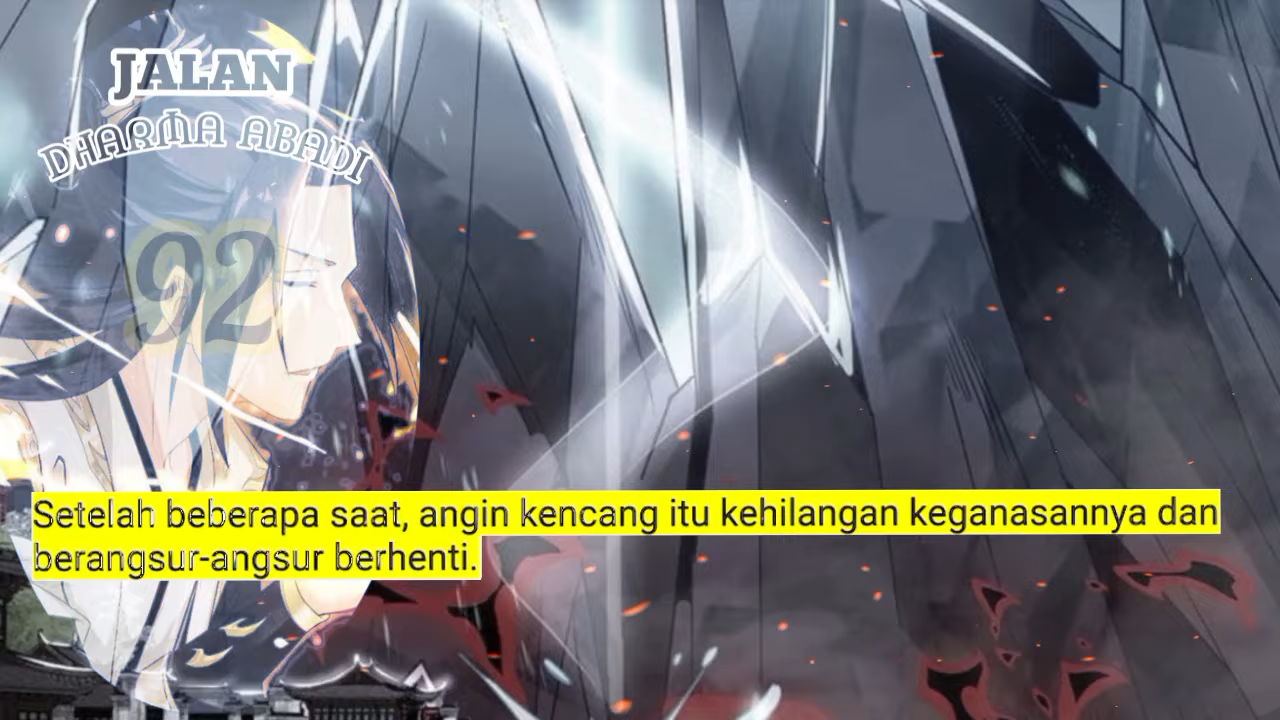 JALAN
DHARMA ABADI
92
Setelah beberapa saat, angin kencang itu kehilangan keganasannya dan
berangsur-angsur berhenti.